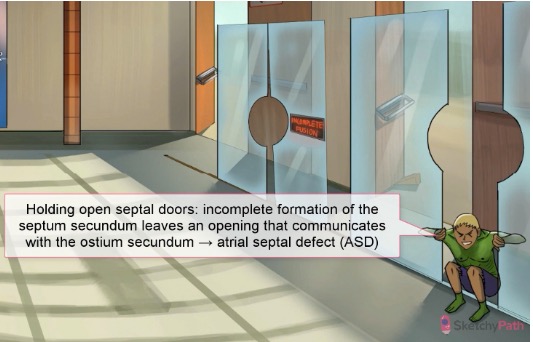 INCOMPLETE
FUSION
Holding open septal doors: incomplete formation of the
septum secundum leaves an opening that communicates
with the ostium secundum → atrial septal defect (ASD)
SketchyPath